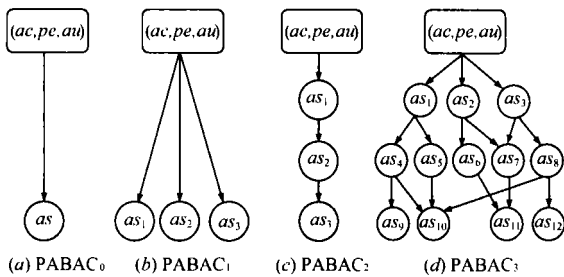 (ac,pe,au) (ac,pe,au) (ac,pe,au) (ac,pe,au)
as₁ as₁ as₂ as₃
as₂ as₄ as₅ as₆ as₇ as₈
as as₁ as₂ as₃ as₃ as₉ as₁₀ as₁₁ as₁₂
(a) PABAC₀ (b) PABAC₁ (c) PABAC₂ (d) PABAC₃